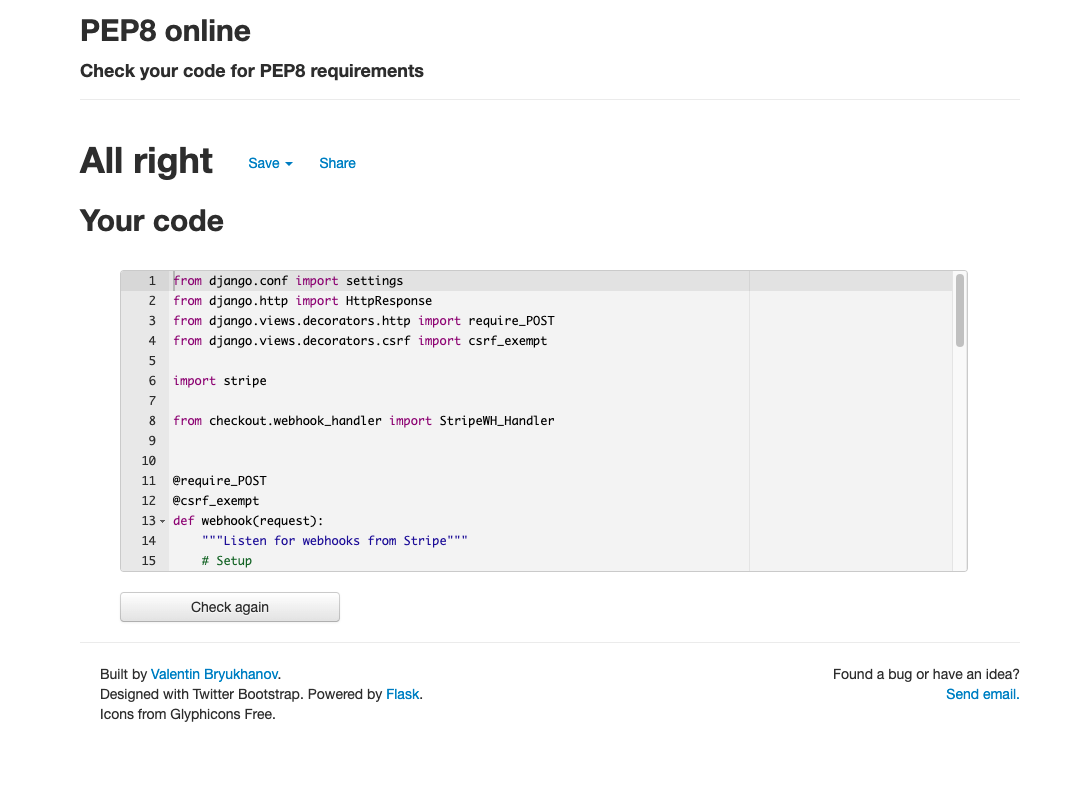 PEP8 online
Check your code for PEP8 requirements
All right Save Share
Your code
1 from django.conf import settings
2 from django.http import HttpResponse
3 from django.views.decorators.http import require_POST
4 from django.views.decorators.csrf import csrf_exempt
5
6 import stripe
7
8 from checkout.webhook_handler import StripeWH_Handler
9
10
11 @require_POST
12 @csrf_exempt
13 def webhook(request):
14     """Listen for webhooks from Stripe"""
15     # Setup
Check again
Built by Valentin Bryukhanov. Found a bug or have an idea?
Designed with Twitter Bootstrap. Powered by Flask. Send email.
Icons from Glyphicons Free.